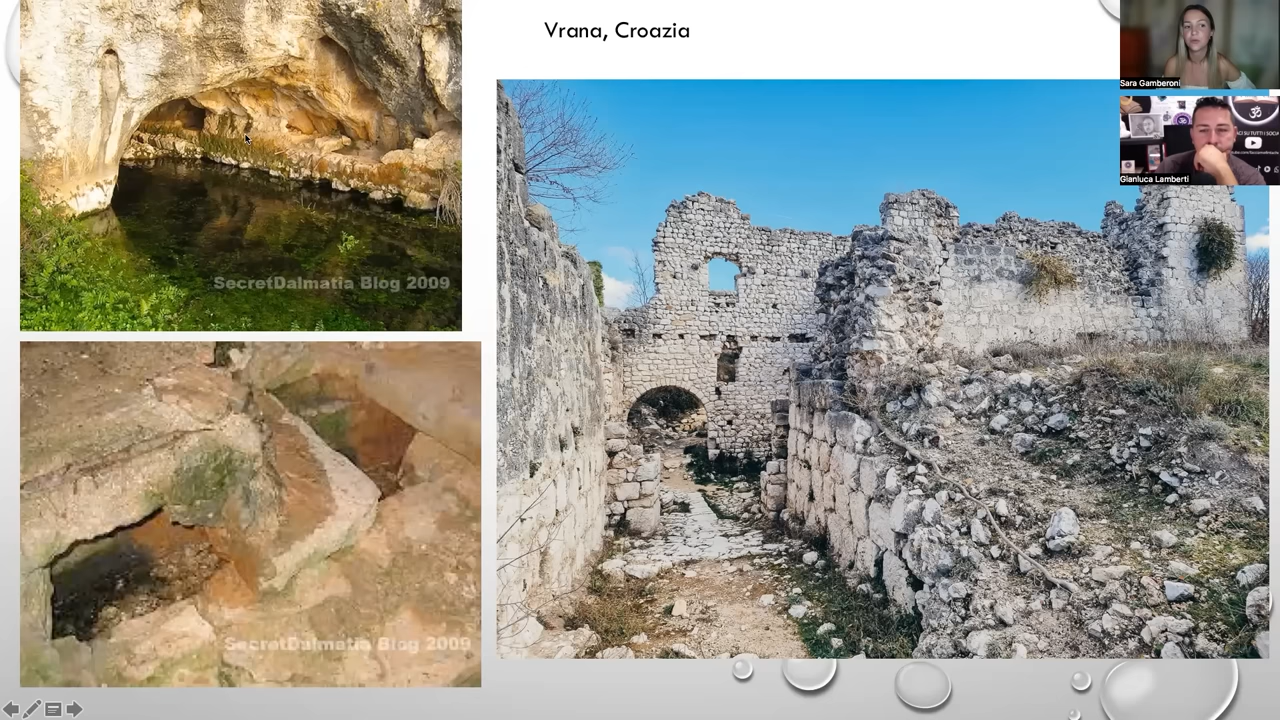 Vrana, Croazia
SecretDalmatia Blog 2009
SecretDalmatia Blog 2009
Sara Gamberoni
Gianluca Lamberti